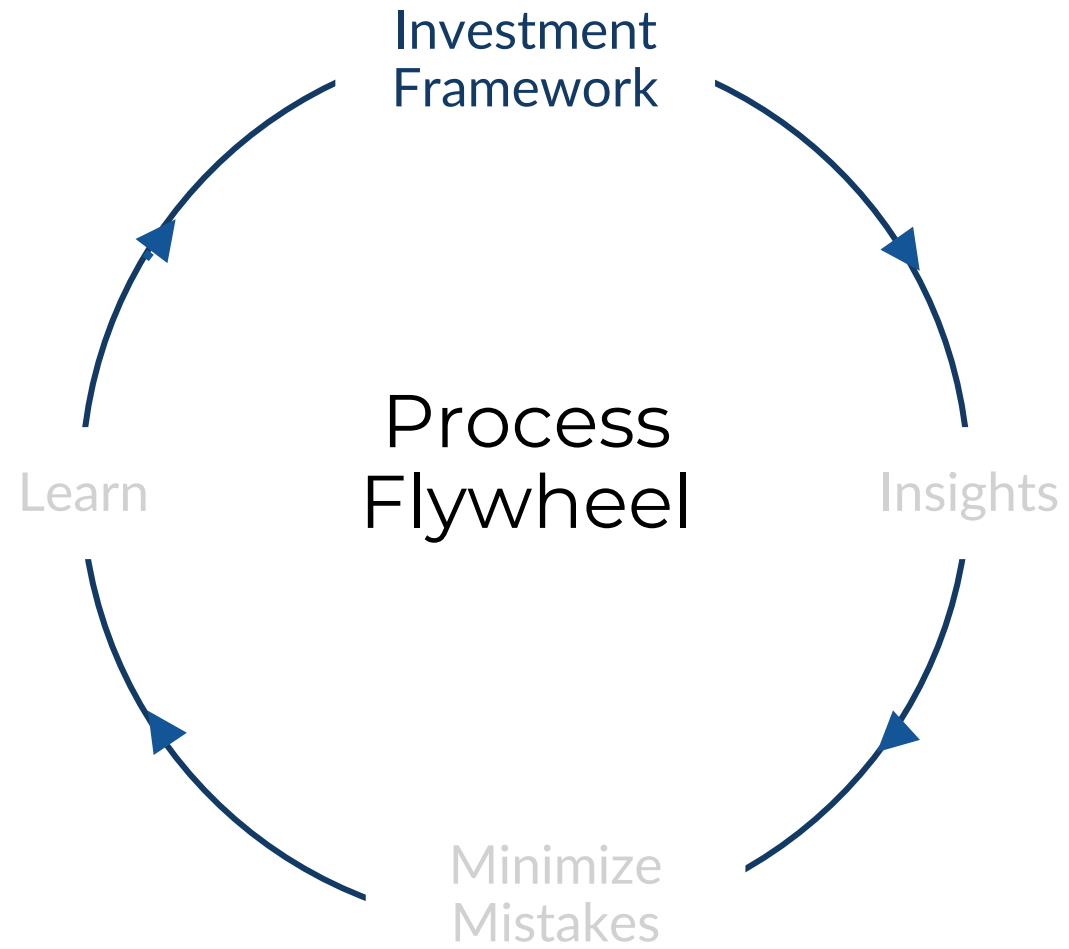 Investment
Framework
Process
Flywheel
Learn
Insights
Minimize
Mistakes